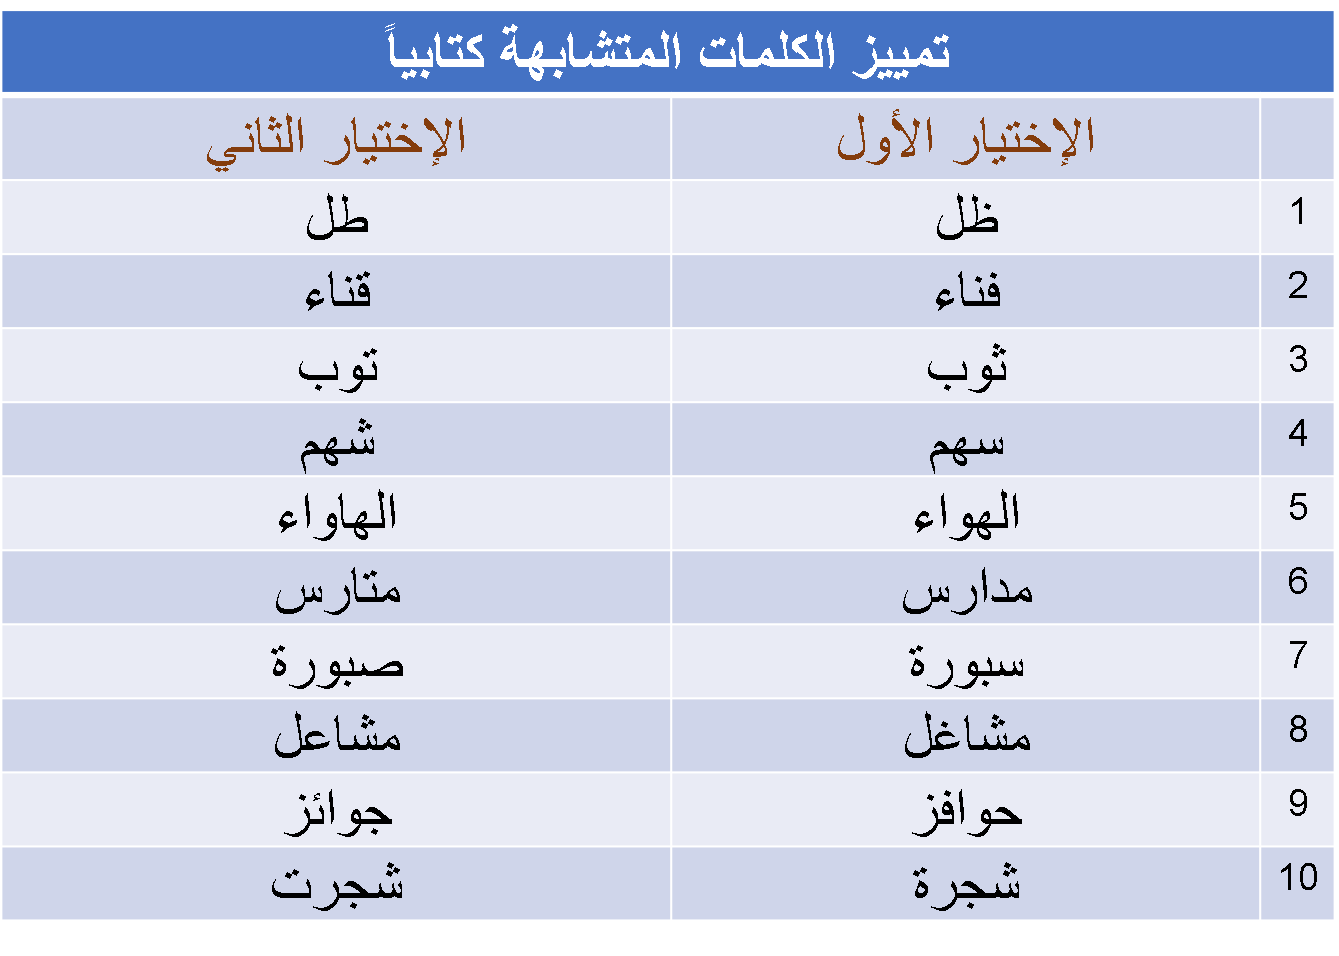 تمييز الكلمات المتشابهة كتابياً
الإختيار الأول الإختيار الثاني
1 ظل طل
2 فناء قناء
3 ثوب توب
4 سهم شهم
5 الهواء الهاواء
6 مدارس متارس
7 سبورة صبورة
8 مشاغل مشاعل
9 حوافز جوائز
10 شجرة شجرت